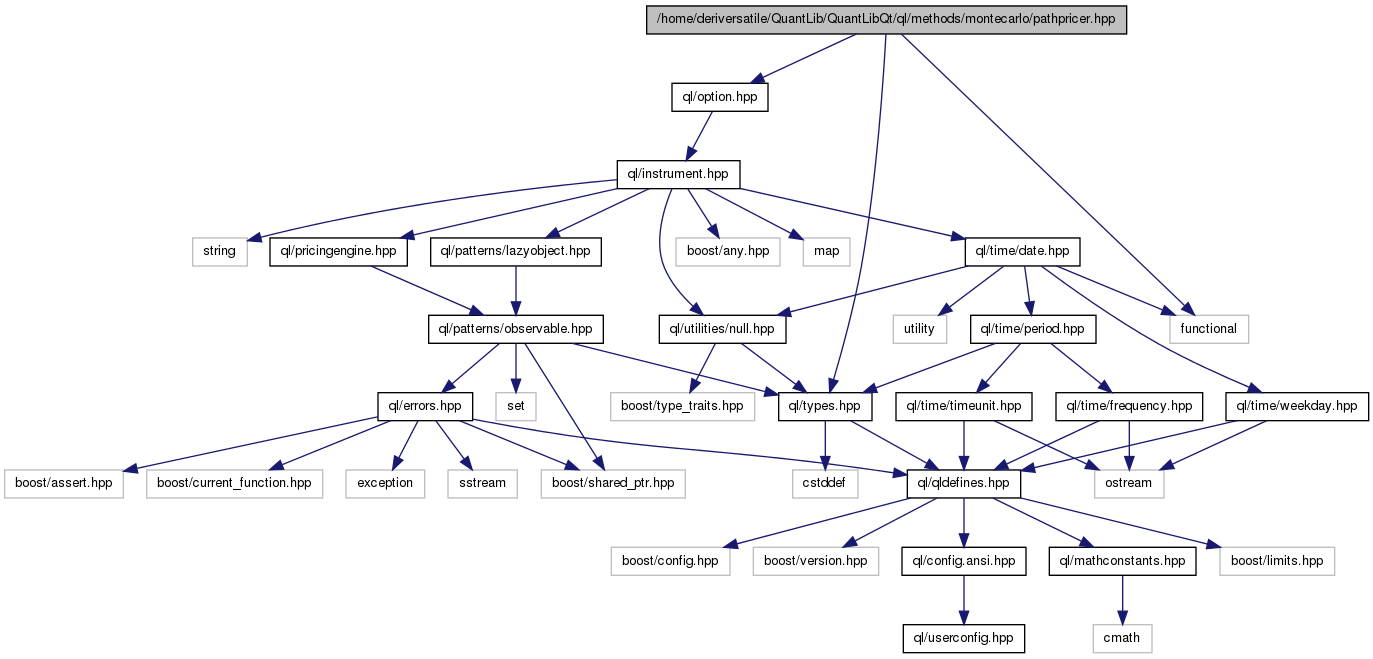 /home/deriversatile/QuantLib/QuantLibQt/ql/methods/montecarlo/pathpricer.hpp
ql/option.hpp
ql/instrument.hpp
string
ql/pricingengine.hpp
ql/patterns/lazyobject.hpp
boost/any.hpp
map
ql/time/date.hpp
ql/patterns/observable.hpp
ql/utilities/null.hpp
utility
ql/time/period.hpp
functional
ql/errors.hpp
set
boost/type_traits.hpp
ql/types.hpp
ql/time/timeunit.hpp
ql/time/frequency.hpp
ql/time/weekday.hpp
boost/assert.hpp
boost/current_function.hpp
exception
sstream
boost/shared_ptr.hpp
cstddef
ql/qldefines.hpp
ostream
boost/config.hpp
boost/version.hpp
ql/config.ansi.hpp
ql/mathconstants.hpp
boost/limits.hpp
ql/userconfig.hpp
cmath